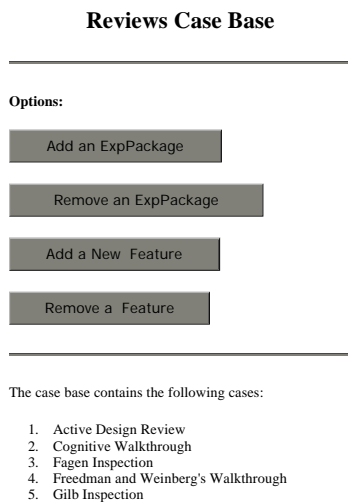 Reviews Case Base
Options:
Add an ExpPackage
Remove an ExpPackage
Add a New Feature
Remove a Feature
The case base contains the following cases:
1. Active Design Review
2. Cognitive Walkthrough
3. Fagen Inspection
4. Freedman and Weinberg's Walkthrough
5. Gilb Inspection